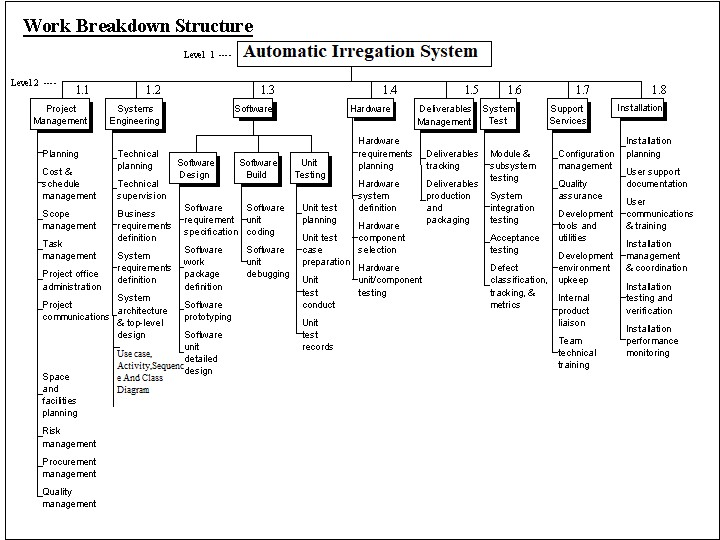 Work Breakdown Structure
Level 1 ----
Automatic Irregation System
Level 2 ----
1.1
1.2
1.3
1.4
1.5
1.6
1.7
1.8
Project
Management
Systems
Engineering
Software
Hardware
Deliverables
Management
System
Test
Support
Services
Installation
Planning
Cost &
schedule
management
Scope
management
Task
management
Project office
administration
Project
communications
Space
and
facilities
planning
Risk
management
Procurement
management
Quality
management
Technical
planning
Technical
supervision
Business
requirements
definition
System
requirements
definition
System
architecture
& top-level
design
Use case,
Activity,Sequenc
e And Class
Diagram
Software
Design
Software
requirement
specification
Software
work
package
definition
Software
prototyping
Software
unit
detailed
design
Software
Build
Software
unit
coding
Software
unit
debugging
Unit
Testing
Unit test
planning
Unit test
case
preparation
Unit
test
conduct
Unit
test
records
Hardware
requirements
planning
Hardware
system
definition
Hardware
component
selection
Hardware
unit/component
testing
Deliverables
tracking
Deliverables
production
and
packaging
Module &
subsystem
testing
System
integration
testing
Acceptance
testing
Defect
classification,
tracking, &
metrics
Configuration
management
Quality
assurance
Development
tools and
utilities
Development
environment
upkeep
Internal
product
liaison
Team
technical
training
Installation
planning
User support
documentation
User
communications
& training
Installation
management
& coordination
Installation
testing and
verification
Installation
performance
monitoring